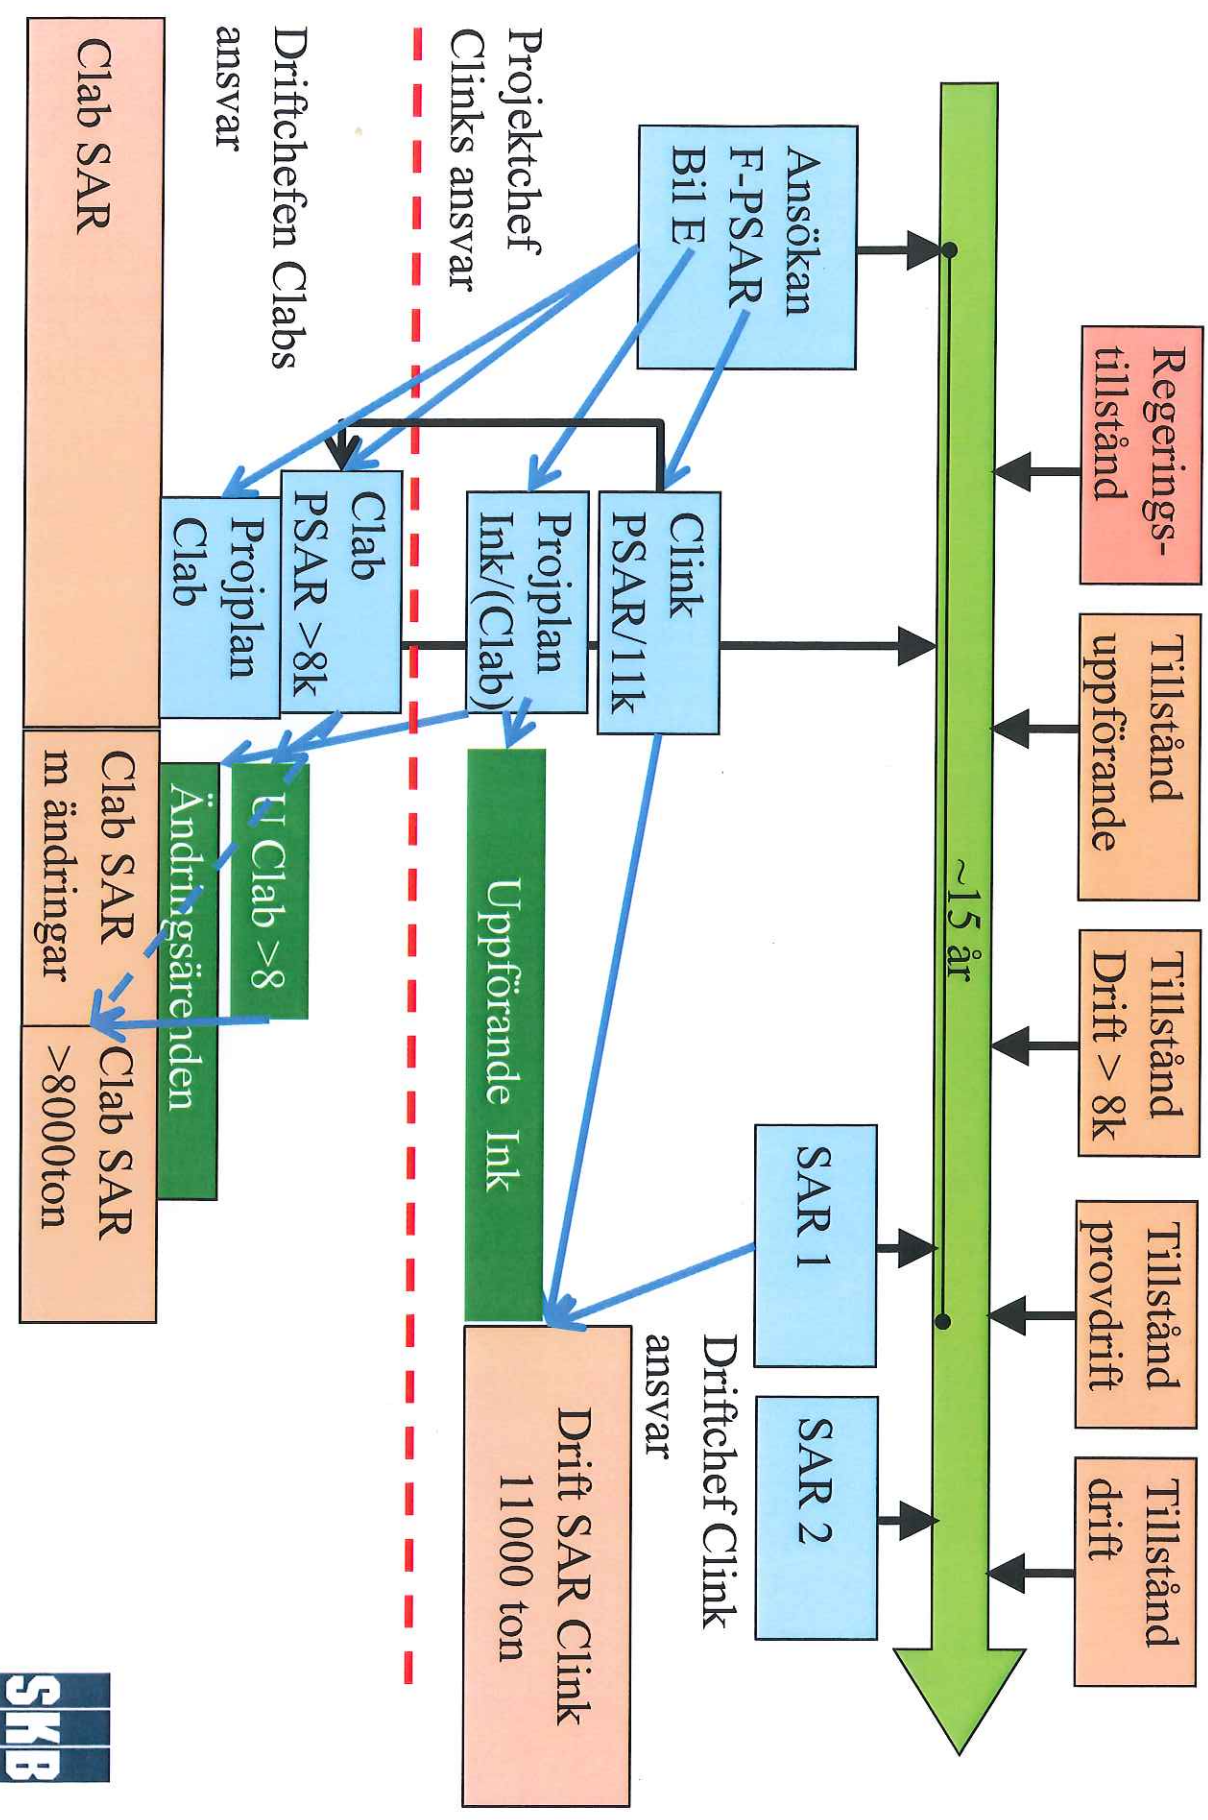 Regerings-
tillstånd
Tillstånd
uppförande
Tillstånd
Drift > 8k
Tillstånd
provdrift
Tillstånd
drift
~15 år
Ansökan
F-PSAR
Bil E
SAR 1
SAR 2
Clink
PSAR/11k
Driftchef Clink
ansvar
Projplan
Ink/(Clab)
Uppförande Ink
Drift SAR Clink
11000 ton
Projektchef
Clinks ansvar
Driftchefen Clabs
ansvar
Clab
PSAR >8k
Projplan
Clab
U Clab >8
Ändringsärenden
Clab SAR
Clab SAR
m ändringar
Clab SAR
>8000ton
SKB